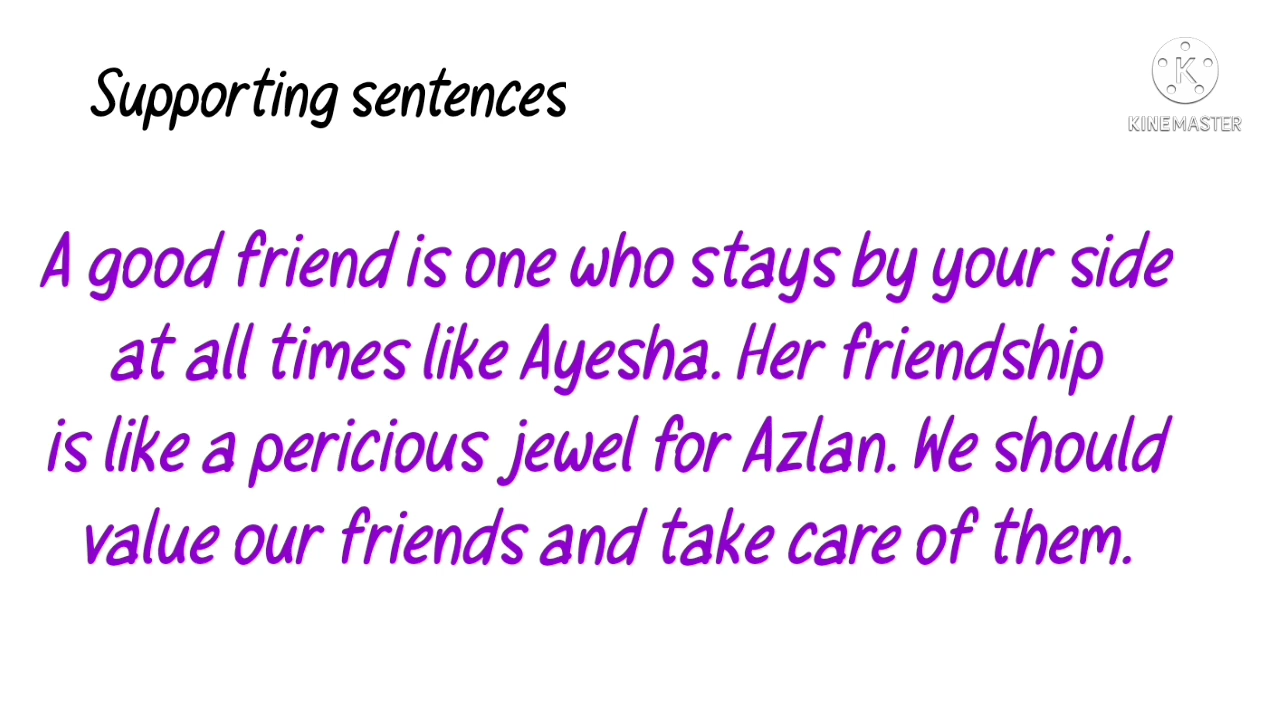 Supporting sentences
KINEMASTER
A good friend is one who stays by your side
at all times like Ayesha. Her friendship
is like a pericious jewel for Azlan. We should
value our friends and take care of them.